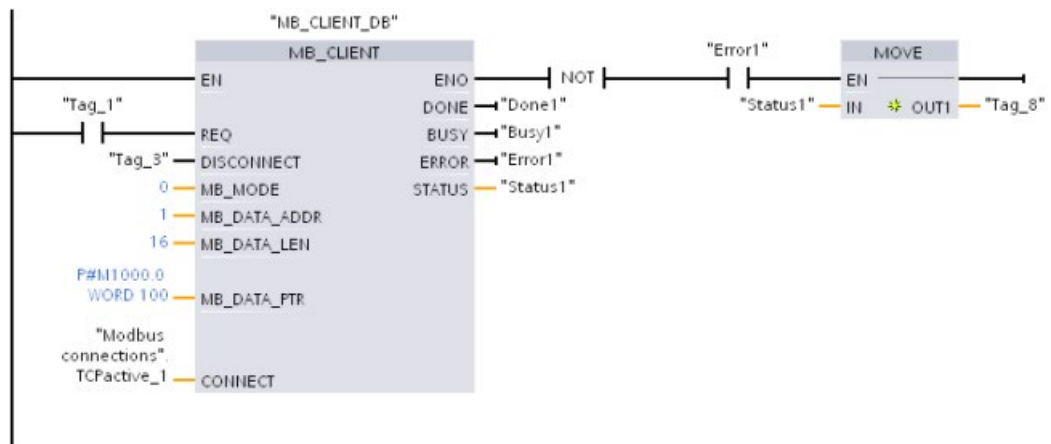 "MB_CLIENT_DB"
MB_CLIENT
"Error1"
MOVE
EN
ENO
NOT
EN
"Tag_1"
DONE
"Done1"
"Status1"
IN
OUT1
"Tag_8"
REQ
BUSY
"Busy1"
"Tag_3"
DISCONNECT
ERROR
"Error1"
0
MB_MODE
STATUS
"Status1"
1
MB_DATA_ADDR
16
MB_DATA_LEN
P#M1000.0
WORD 100
MB_DATA_PTR
"Modbus
connections".
TCPactive_1
CONNECT